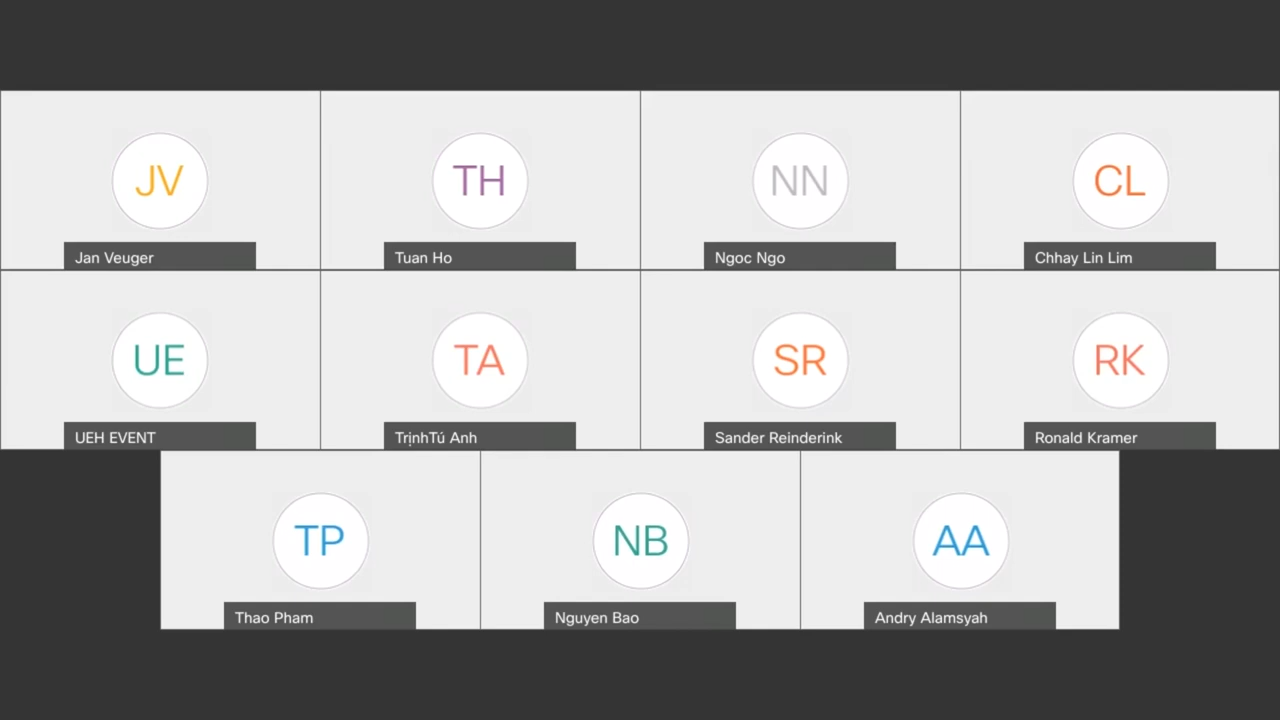 JV
TH
NN
CL
Jan Veuger
Tuan Ho
Ngoc Ngo
Chhay Lin Lim
UE
TA
SR
RK
UEH EVENT
TrịnhTú Anh
Sander Reinderink
Ronald Kramer
TP
NB
AA
Thao Pham
Nguyen Bao
Andry Alamsyah